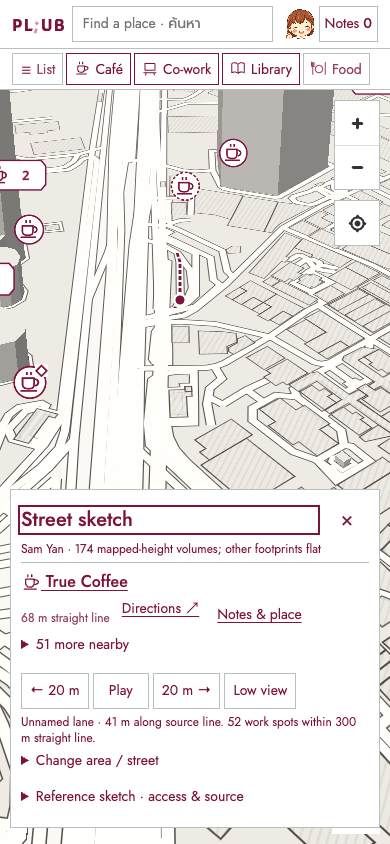 PL;UB
Find a place · ค้นหา
Notes 0
List
Café
Co-work
Library
Food
2
+
−
Street sketch
×
Sam Yan · 174 mapped-height volumes; other footprints flat
True Coffee
68 m straight line
Directions ↗
Notes & place
▶ 51 more nearby
← 20 m
Play
20 m →
Low view
Unnamed lane · 41 m along source line. 52 work spots within 300
m straight line.
▶ Change area / street
▶ Reference sketch · access & source